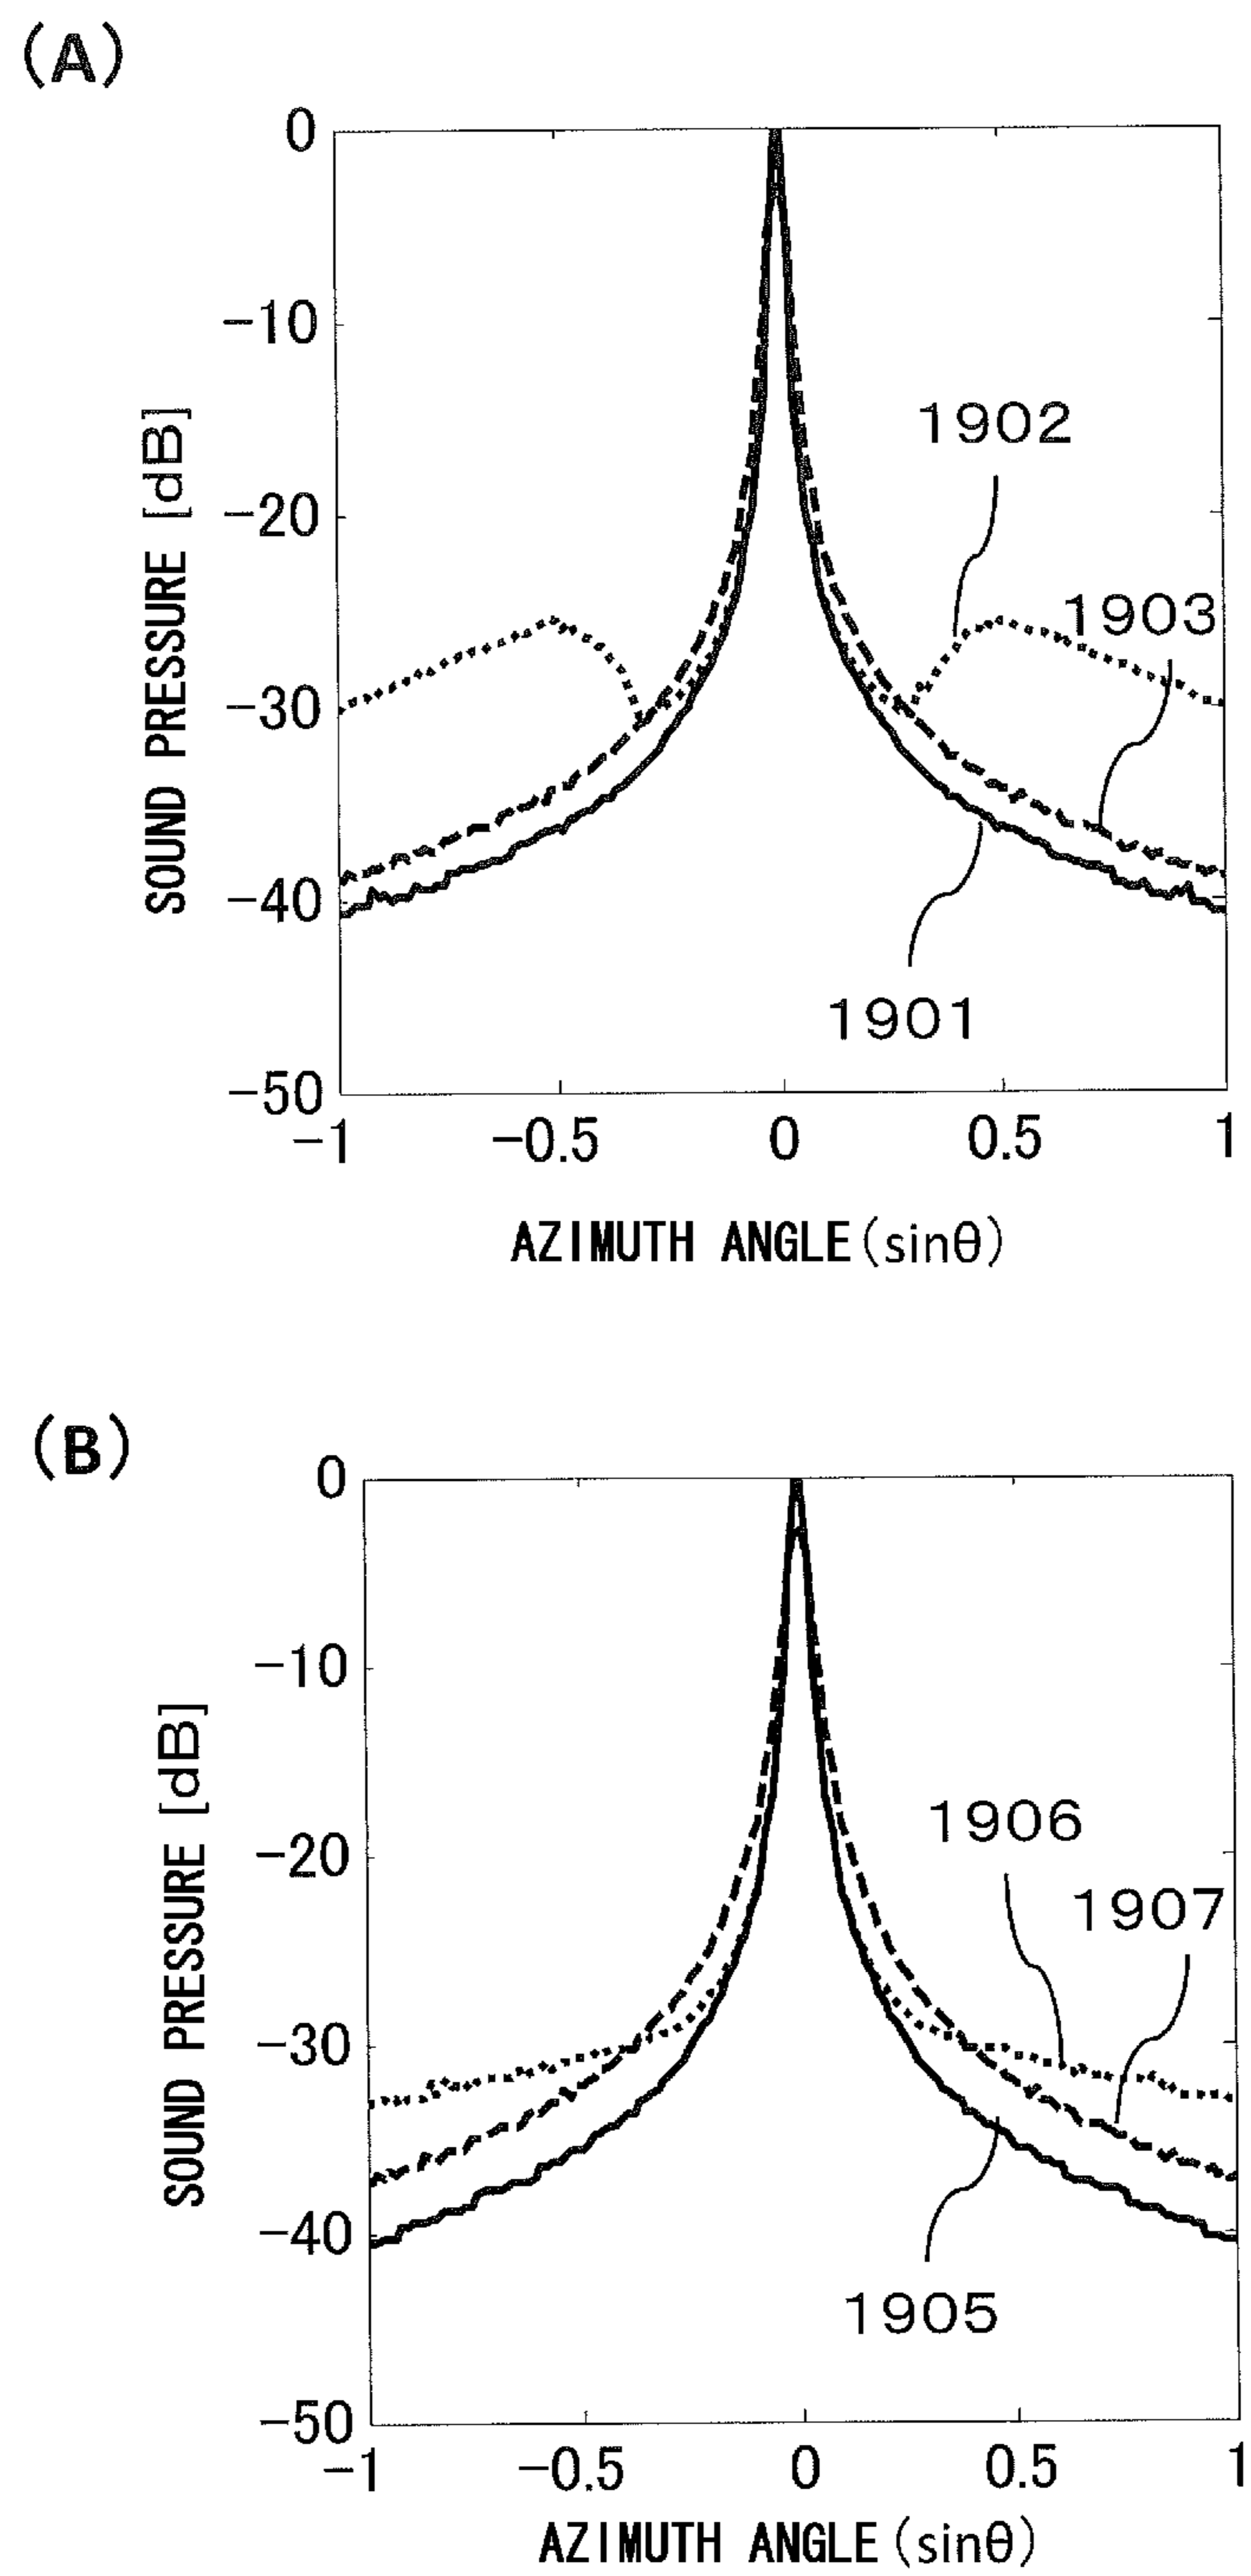 (A)
0
-10
-20
-30
-40
-50
SOUND PRESSURE [dB]
1902
1903
1901
-1 -0.5 0 0.5 1
AZIMUTH ANGLE (sinθ)
(B)
0
-10
-20
-30
-40
-50
SOUND PRESSURE [dB]
1906
1907
1905
-1 -0.5 0 0.5 1
AZIMUTH ANGLE (sinθ)